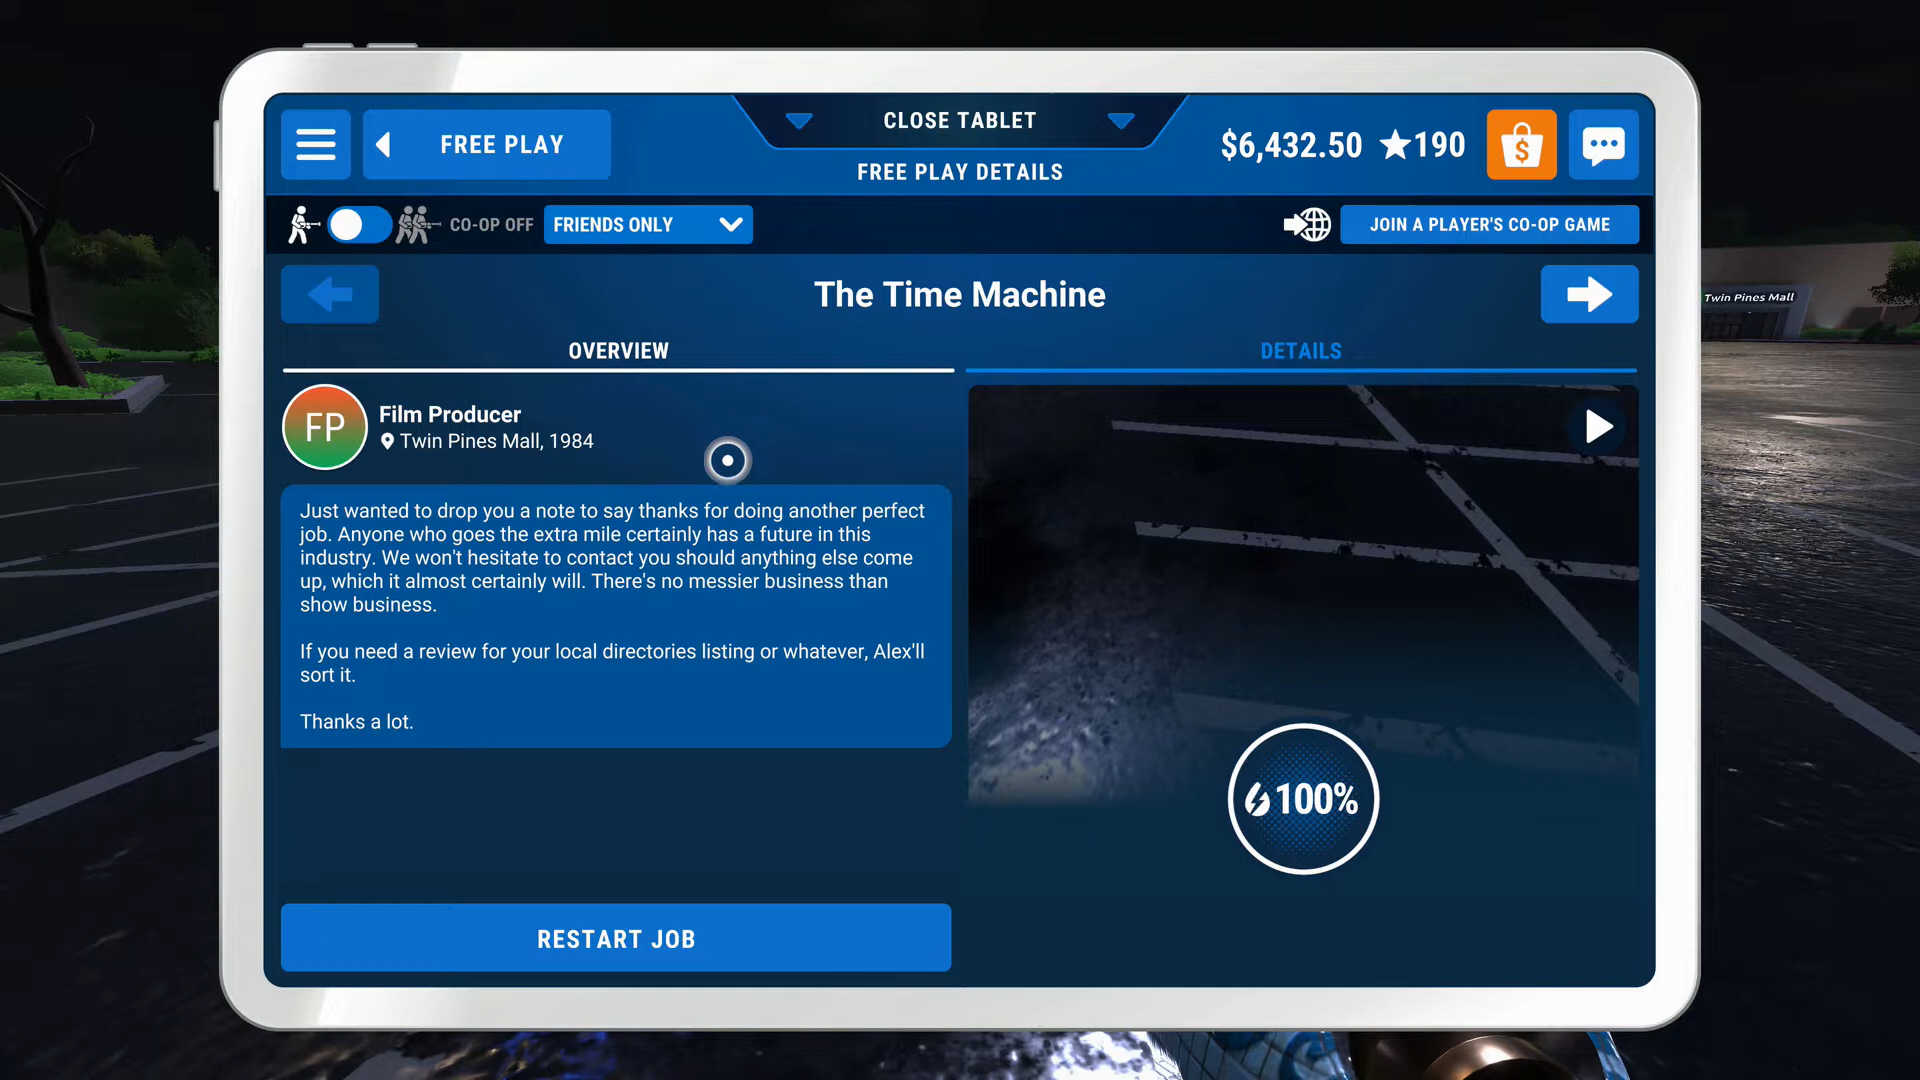 CLOSE TABLET
FREE PLAY
$6,432.50 ★190
FREE PLAY DETAILS
CO-OP OFF
FRIENDS ONLY
JOIN A PLAYER'S CO-OP GAME
The Time Machine
Twin Pines Mall
OVERVIEW
DETAILS
FP
Film Producer
Twin Pines Mall, 1984
Just wanted to drop you a note to say thanks for doing another perfect
job. Anyone who goes the extra mile certainly has a future in this
industry. We won't hesitate to contact you should anything else come
up, which it almost certainly will. There's no messier business than
show business.
If you need a review for your local directories listing or whatever, Alex'll
sort it.
Thanks a lot.
100%
RESTART JOB